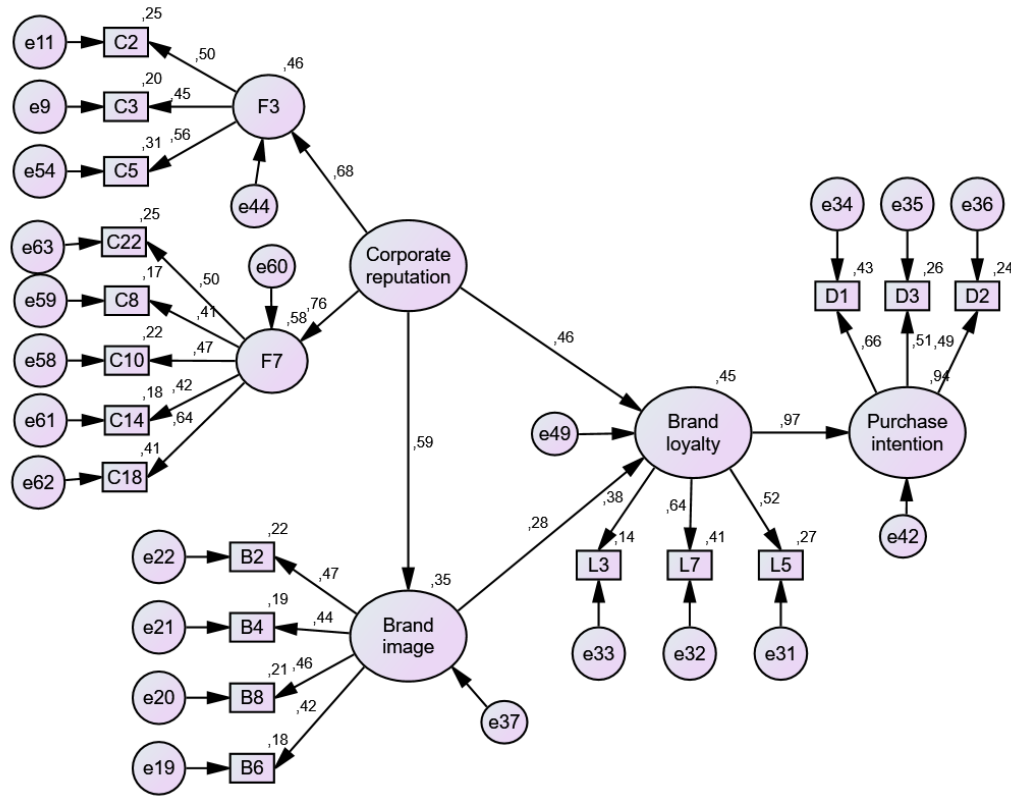 ,25
e11
C2
,50
,46
,20
e9
C3
,45
F3
,31
,56
e54
C5
,68
e44
,25
e63
C22
,50
Corporate
reputation
e60
,17
e59
C8
,41
,58
,76
,22
e58
C10
,47
F7
,18
,42
e61
C14
,64
,41
e62
C18
,46
e34
e35
e36
,43
,26
,24
D1
D3
D2
,66
,51
,49
,94
,45
e49
Brand
loyalty
,97
Purchase
intention
,59
,38
,64
,52
e42
,28
,14
,41
,27
L3
L7
L5
e33
e32
e31
,22
e22
B2
,47
,35
,19
e21
B4
,44
Brand
image
,21
,46
e20
B8
,42
e37
,18
e19
B6